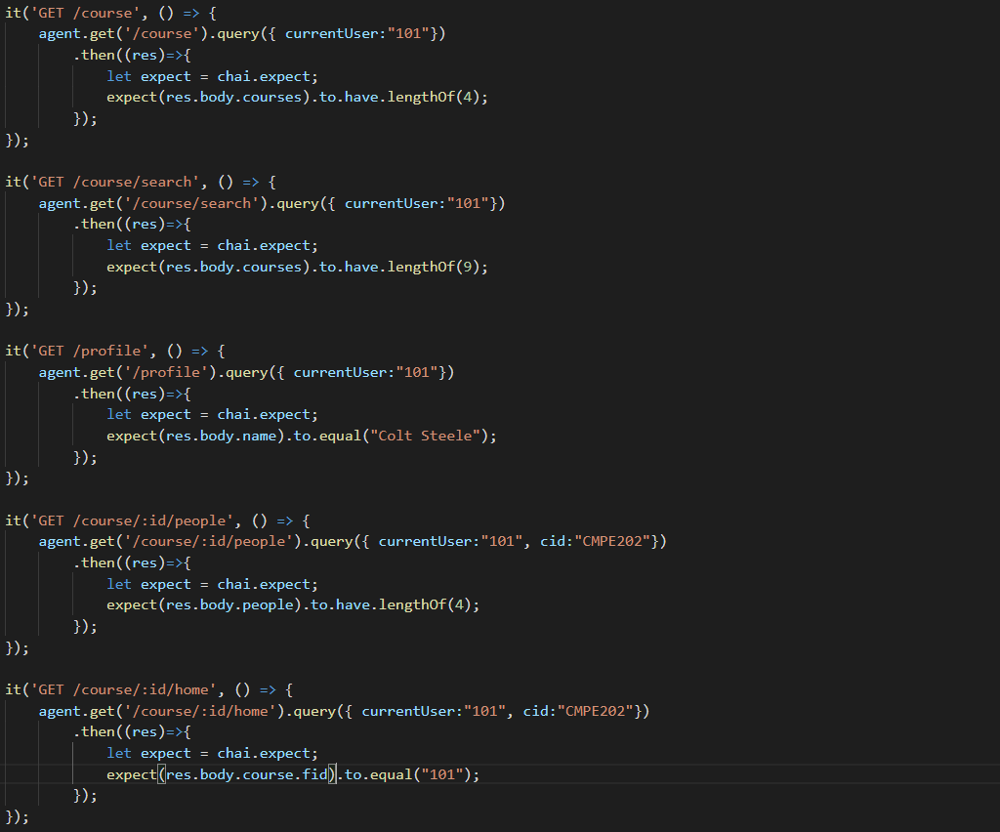 it('GET /course', () => {
    agent.get('/course').query({ currentUser:"101"})
        .then((res)=>{
            let expect = chai.expect;
            expect(res.body.courses).to.have.lengthOf(4);
        });
});
it('GET /course/search', () => {
    agent.get('/course/search').query({ currentUser:"101"})
        .then((res)=>{
            let expect = chai.expect;
            expect(res.body.courses).to.have.lengthOf(9);
        });
});
it('GET /profile', () => {
    agent.get('/profile').query({ currentUser:"101"})
        .then((res)=>{
            let expect = chai.expect;
            expect(res.body.name).to.equal("Colt Steele");
        });
});
it('GET /course/:id/people', () => {
    agent.get('/course/:id/people').query({ currentUser:"101", cid:"CMPE202"})
        .then((res)=>{
            let expect = chai.expect;
            expect(res.body.people).to.have.lengthOf(4);
        });
});
it('GET /course/:id/home', () => {
    agent.get('/course/:id/home').query({ currentUser:"101", cid:"CMPE202"})
        .then((res)=>{
            let expect = chai.expect;
            expect(res.body.course.fid).to.equal("101");
        });
});